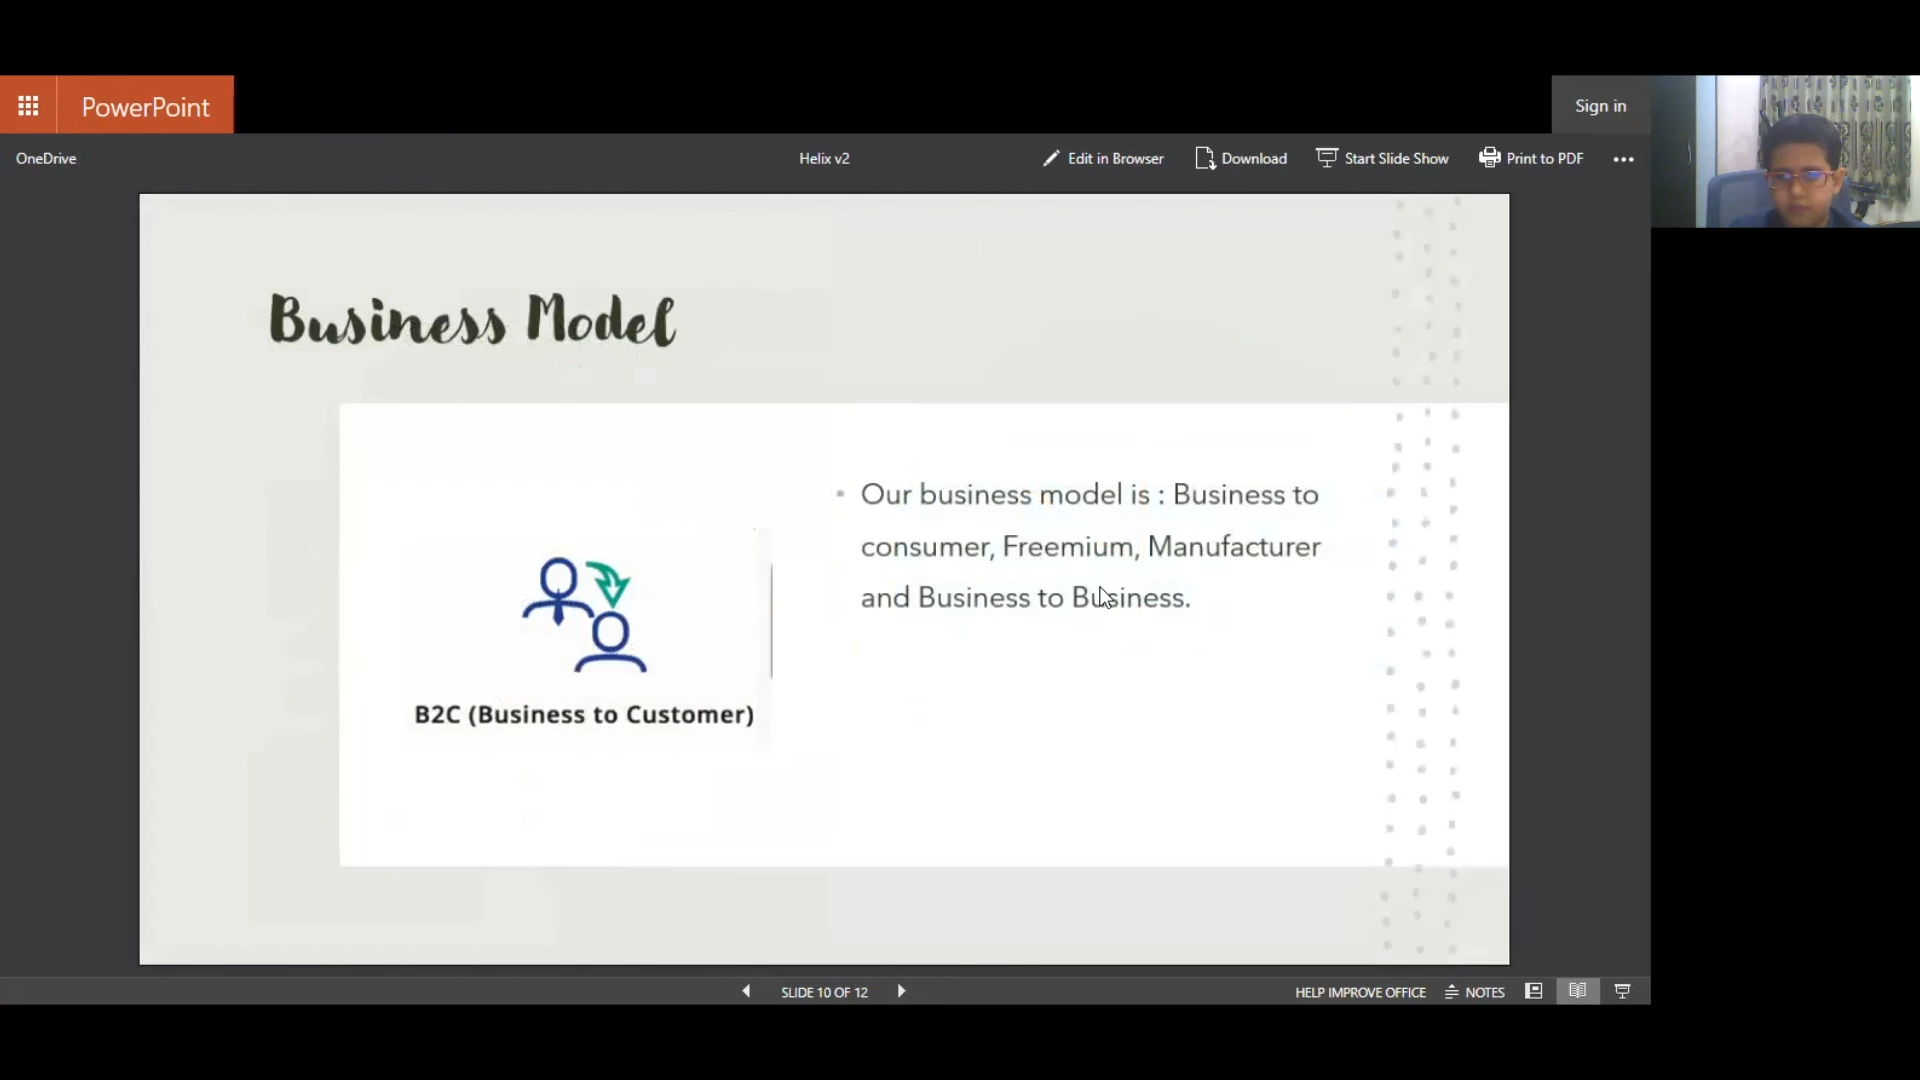 PowerPoint
Sign in
OneDrive
Helix v2
Edit in Browser
Download
Start Slide Show
Print to PDF
Business Model
• Our business model is : Business to
consumer, Freemium, Manufacturer
and Business to Business.
B2C (Business to Customer)
SLIDE 10 OF 12
HELP IMPROVE OFFICE
NOTES